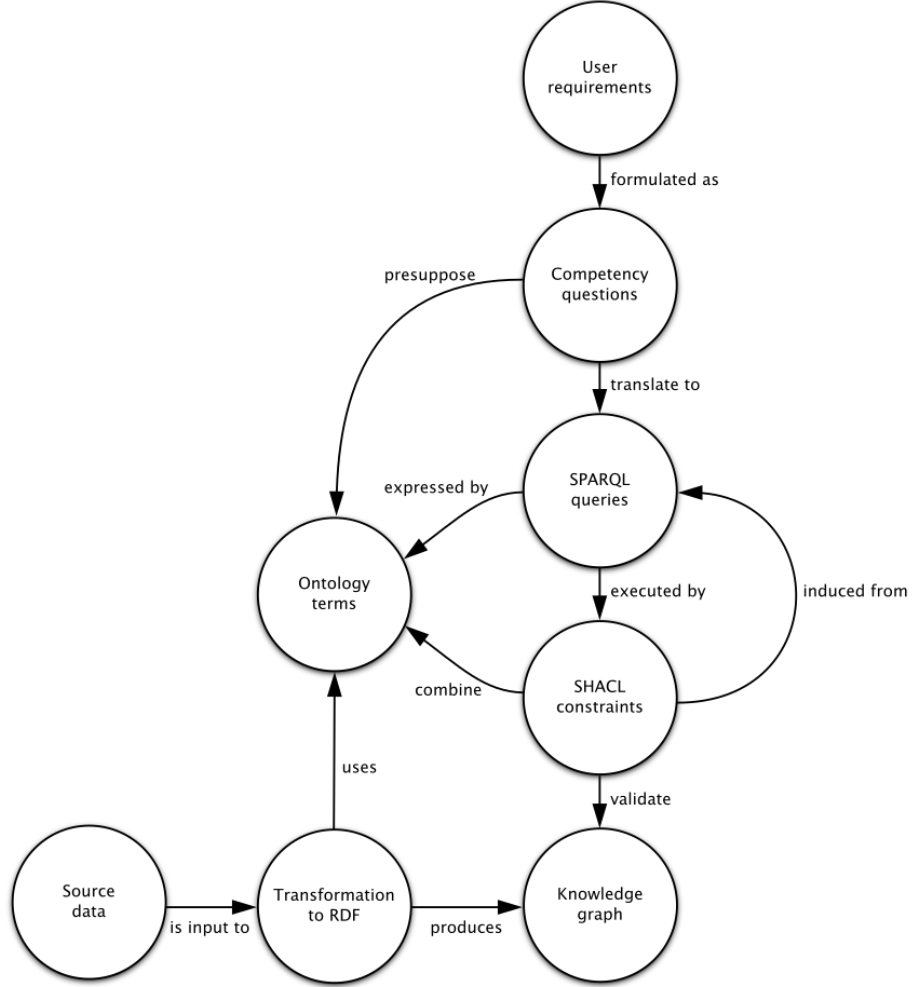 User
requirements
formulated as
Competency
questions
presuppose
translate to
SPARQL
queries
expressed by
Ontology
terms
executed by
induced from
SHACL
constraints
combine
uses
validate
Source
data
is input to
Transformation
to RDF
produces
Knowledge
graph